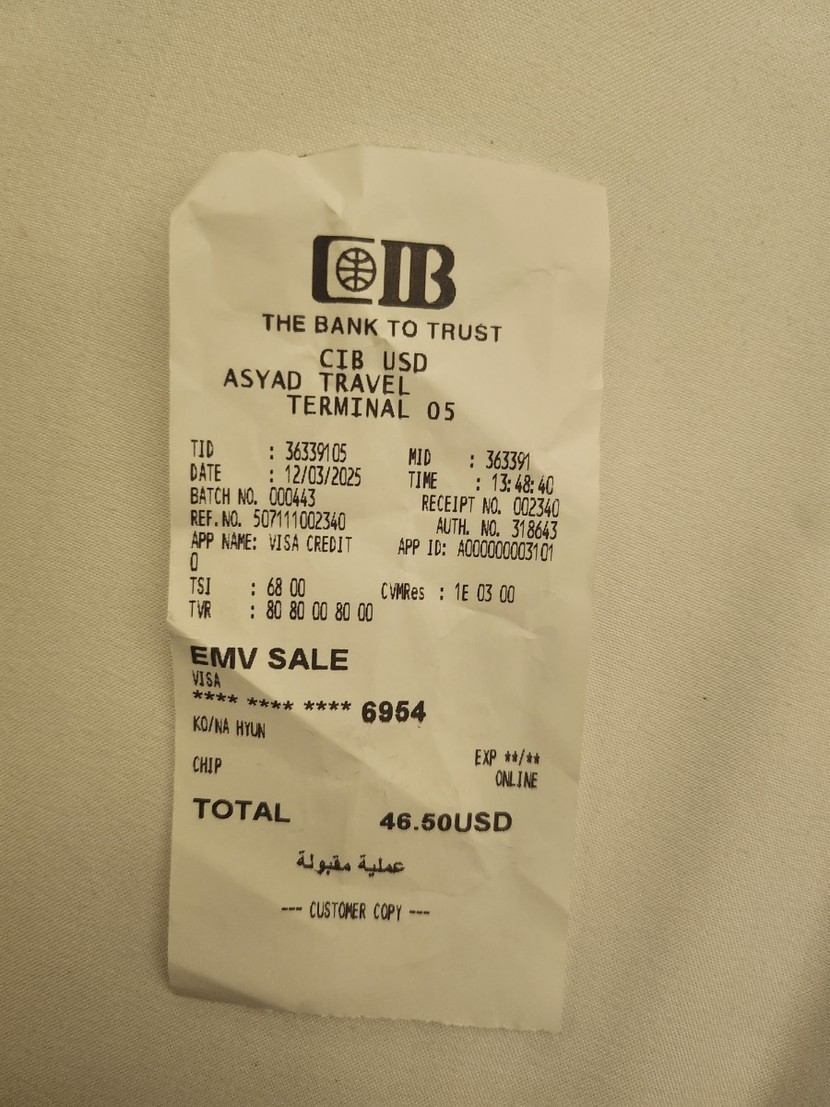 CIB
THE BANK TO TRUST
CIB USD
ASYAD TRAVEL
TERMINAL 05
TID : 36339105 MID : 363391
DATE : 12/03/2025 TIME : 13:48:40
BATCH NO. 000443 RECEIPT NO. 002340
REF.NO. 507111002340 AUTH. NO. 318643
APP NAME: VISA CREDIT APP ID: A000000003101
0
TSI : 68 00 CVMRes : 1E 03 00
TVR : 80 80 00 80 00
EMV SALE
VISA
**** **** **** 6954
KO/NA HYUN
EXP **/**
CHIP ONLINE
TOTAL 46.50USD
عملية مقبولة
--- CUSTOMER COPY ---